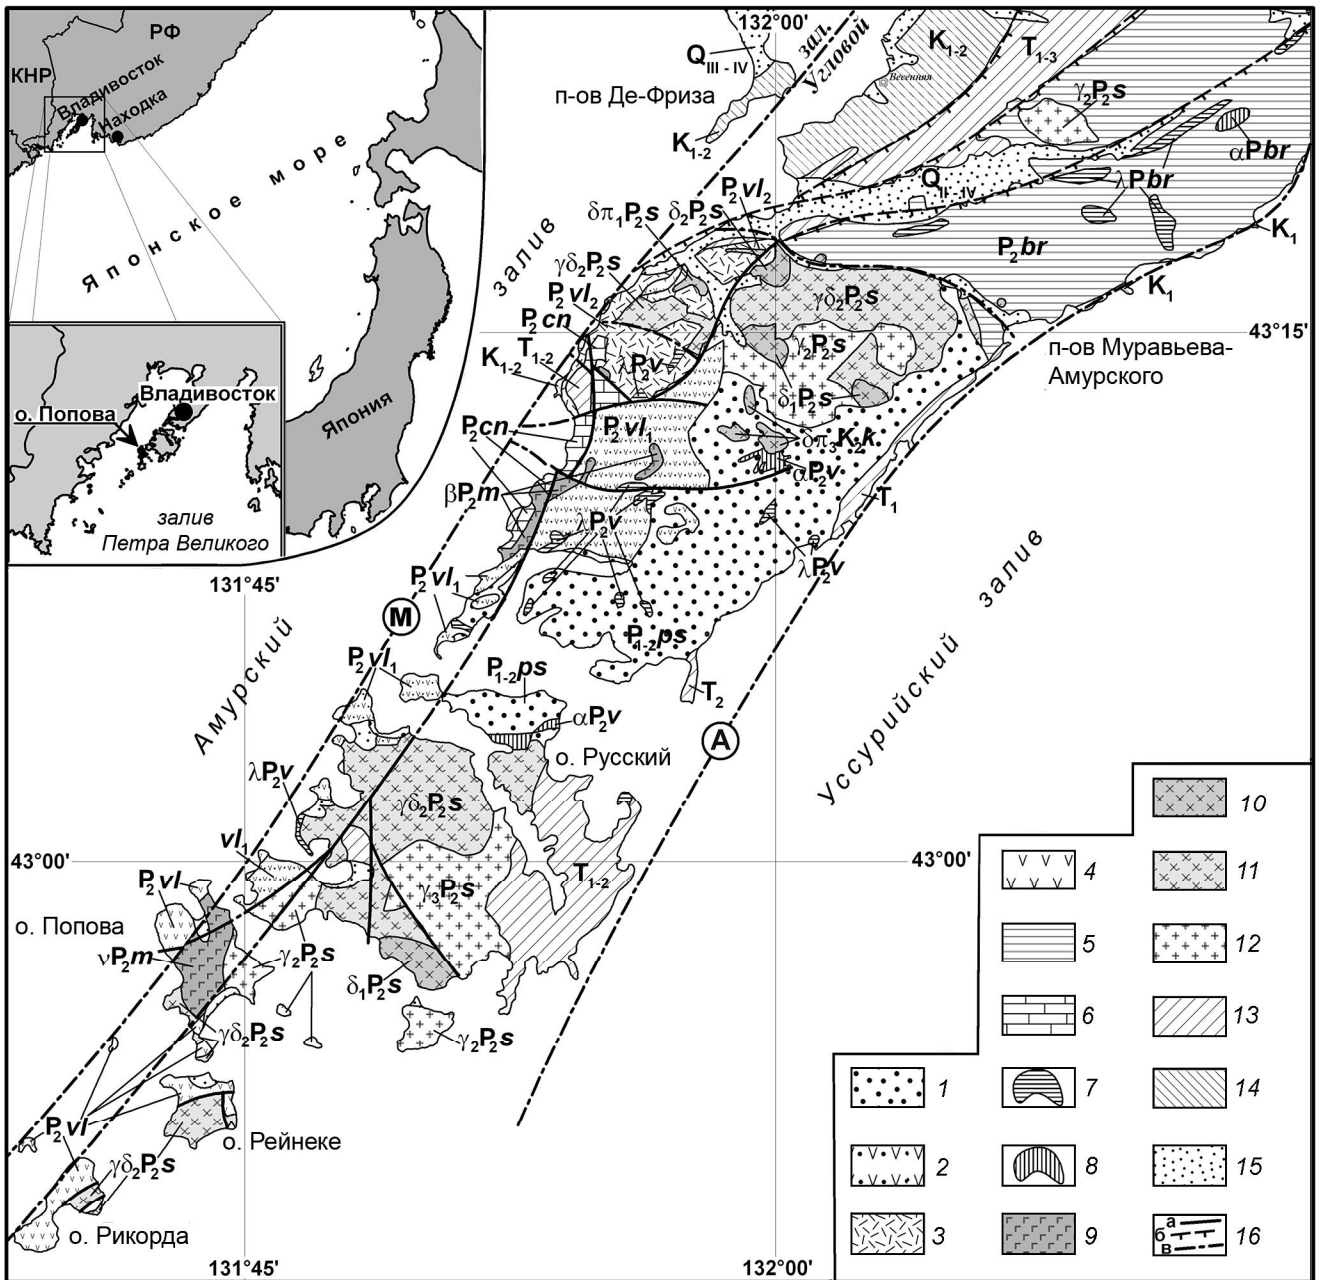 132°00'
РФ
КНР
Владивосток
Находка
Японское море
Япония
Владивосток
о. Попова
залив
Петра Великого
Q III - IV
зал. Угловой
K1-2
Весенняя
T1-3
п-ов Де-Фриза
K1-2
γ2P2s
αPbr
λPbr
Q II - IV
P2vl2
δπ1P2s
δ2P2s
P2br
K1
K1
залив
γδ2P2s
P2vl2
P2cn
T1-2
K1-2
γδ2P2s
43°15'
γ2P2s
λP2v
п-ов Муравьева-
Амурского
δ1P2s
P2cn
P2vl1
δπ3K2k
αP2v
βP2m
T1
λP2v
λP2v
131°45'
P2vl1
М
P1-2ps
залив
Амурский
P2vl1
P1-2ps
T2
αP2v
А
о. Русский
Уссурийский
λP2v
γδ2P2s
vl1
43°00'
43°00'
T1-2
P2vl
γ3P2s
о. Попова
νP2m
γ2P2s
δ1P2s
γδ2P2s
γ2P2s
P2vl
о. Рейнеке
γδ2P2s
о. Рикорда
131°45'
132°00'
1
2
3
4
5
6
7
8
9
10
11
12
13
14
15
а
б
в
16